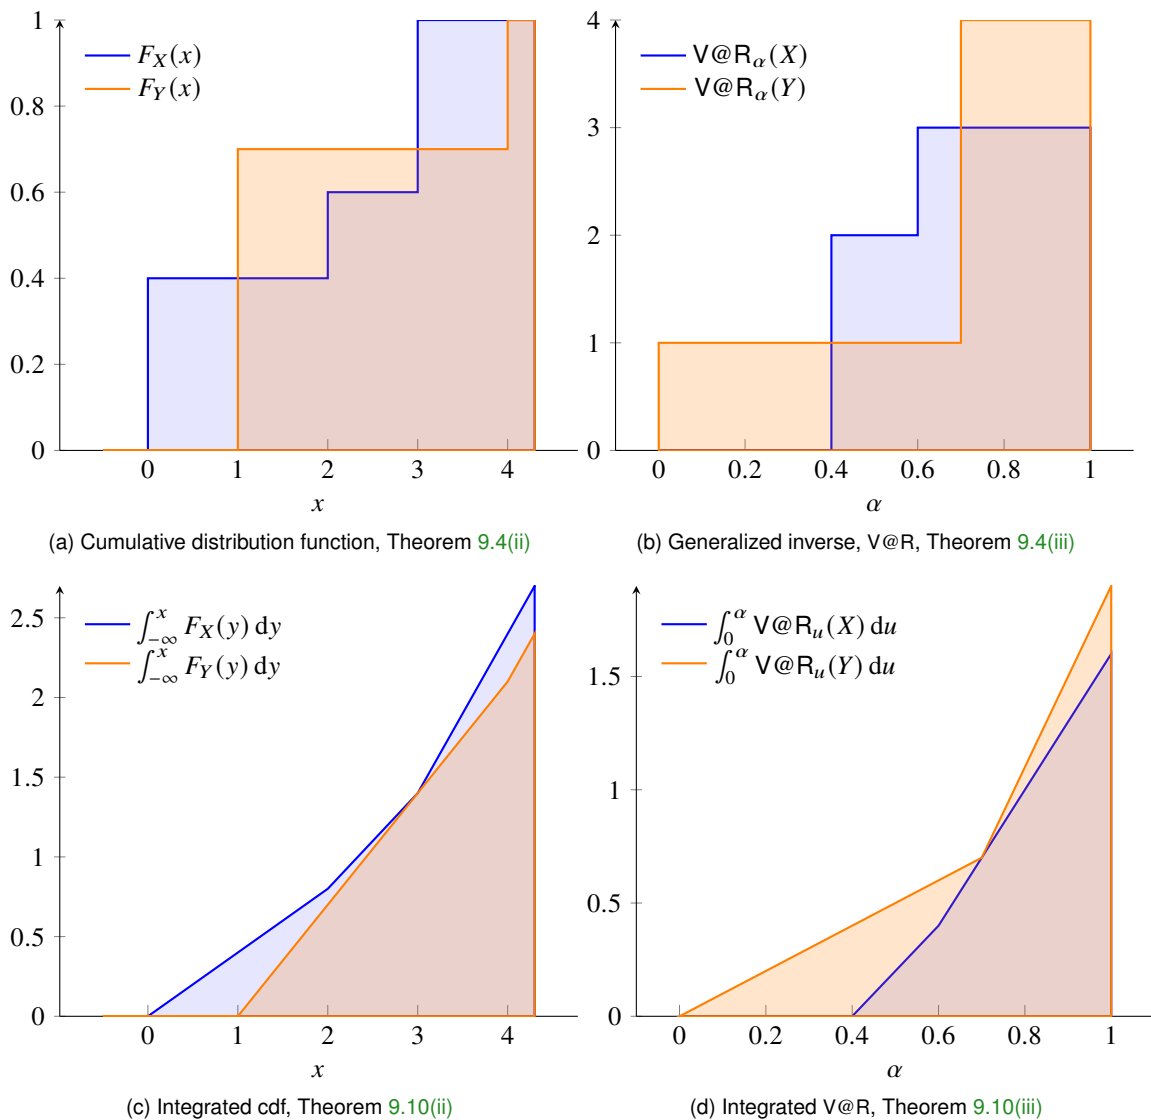 1
0.8
0.6
0.4
0.2
0
F_X(x)
F_Y(x)
0 1 2 3 4
x
(a) Cumulative distribution function, Theorem 9.4(ii)
4
3
2
1
0
V@R_α(X)
V@R_α(Y)
0 0.2 0.4 0.6 0.8 1
α
(b) Generalized inverse, V@R, Theorem 9.4(iii)
2.5
2
1.5
1
0.5
0
∫_{−∞}^x F_X(y) dy
∫_{−∞}^x F_Y(y) dy
0 1 2 3 4
x
(c) Integrated cdf, Theorem 9.10(ii)
1.5
1
0.5
0
∫_0^α V@R_u(X) du
∫_0^α V@R_u(Y) du
0 0.2 0.4 0.6 0.8 1
α
(d) Integrated V@R, Theorem 9.10(iii)